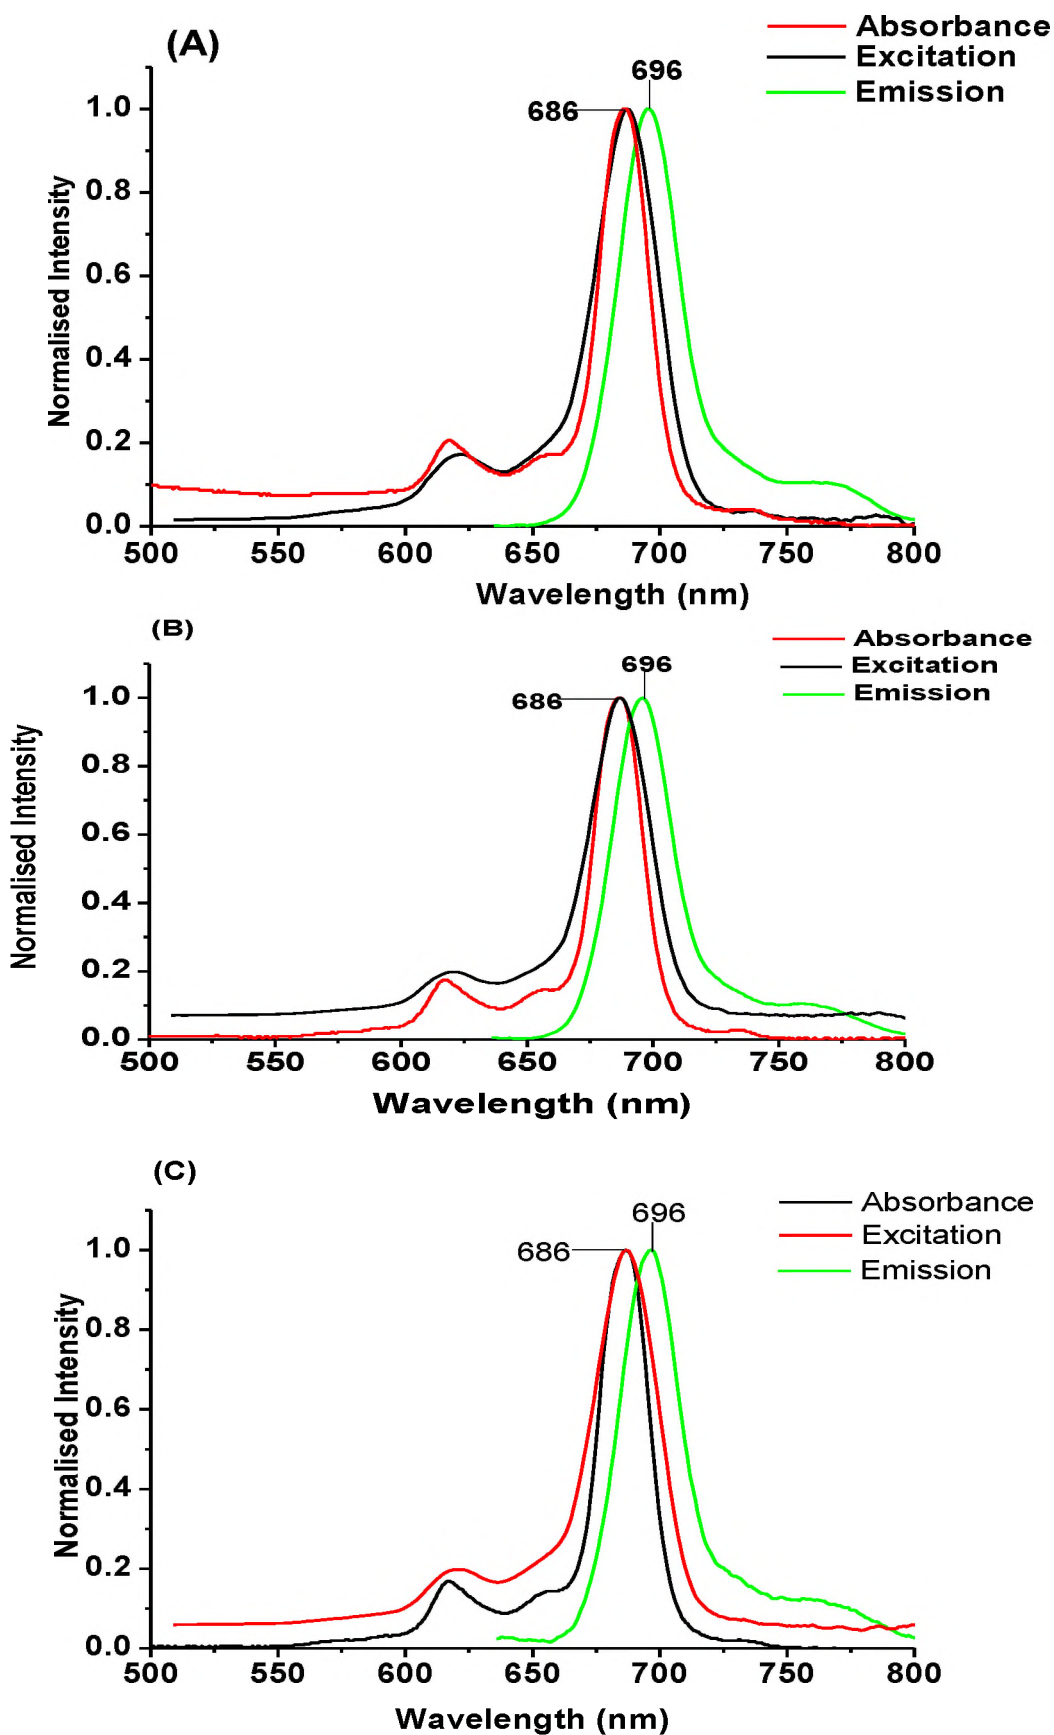 (A)
Absorbance
Excitation
Emission
696
686
1.0
0.8
0.6
0.4
0.2
0.0
Normalised Intensity
500 550 600 650 700 750 800
Wavelength (nm)
(B)
Absorbance
Excitation
Emission
696
686
1.0
0.8
0.6
0.4
0.2
0.0
Normalised Intensity
500 550 600 650 700 750 800
Wavelength (nm)
(C)
Absorbance
Excitation
Emission
696
686
1.0
0.8
0.6
0.4
0.2
0.0
Normalised Intensity
500 550 600 650 700 750 800
Wavelength (nm)